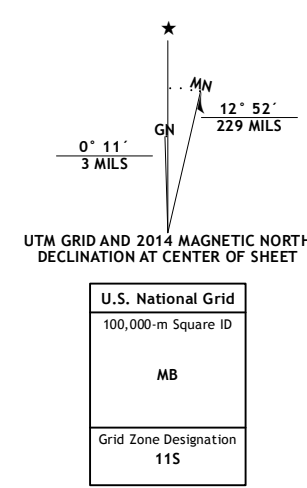 ★
MN
GN
12° 52´
229 MILS
0° 11´
3 MILS
UTM GRID AND 2014 MAGNETIC NORTH
DECLINATION AT CENTER OF SHEET
U.S. National Grid
100,000-m Square ID
MB
Grid Zone Designation
11S